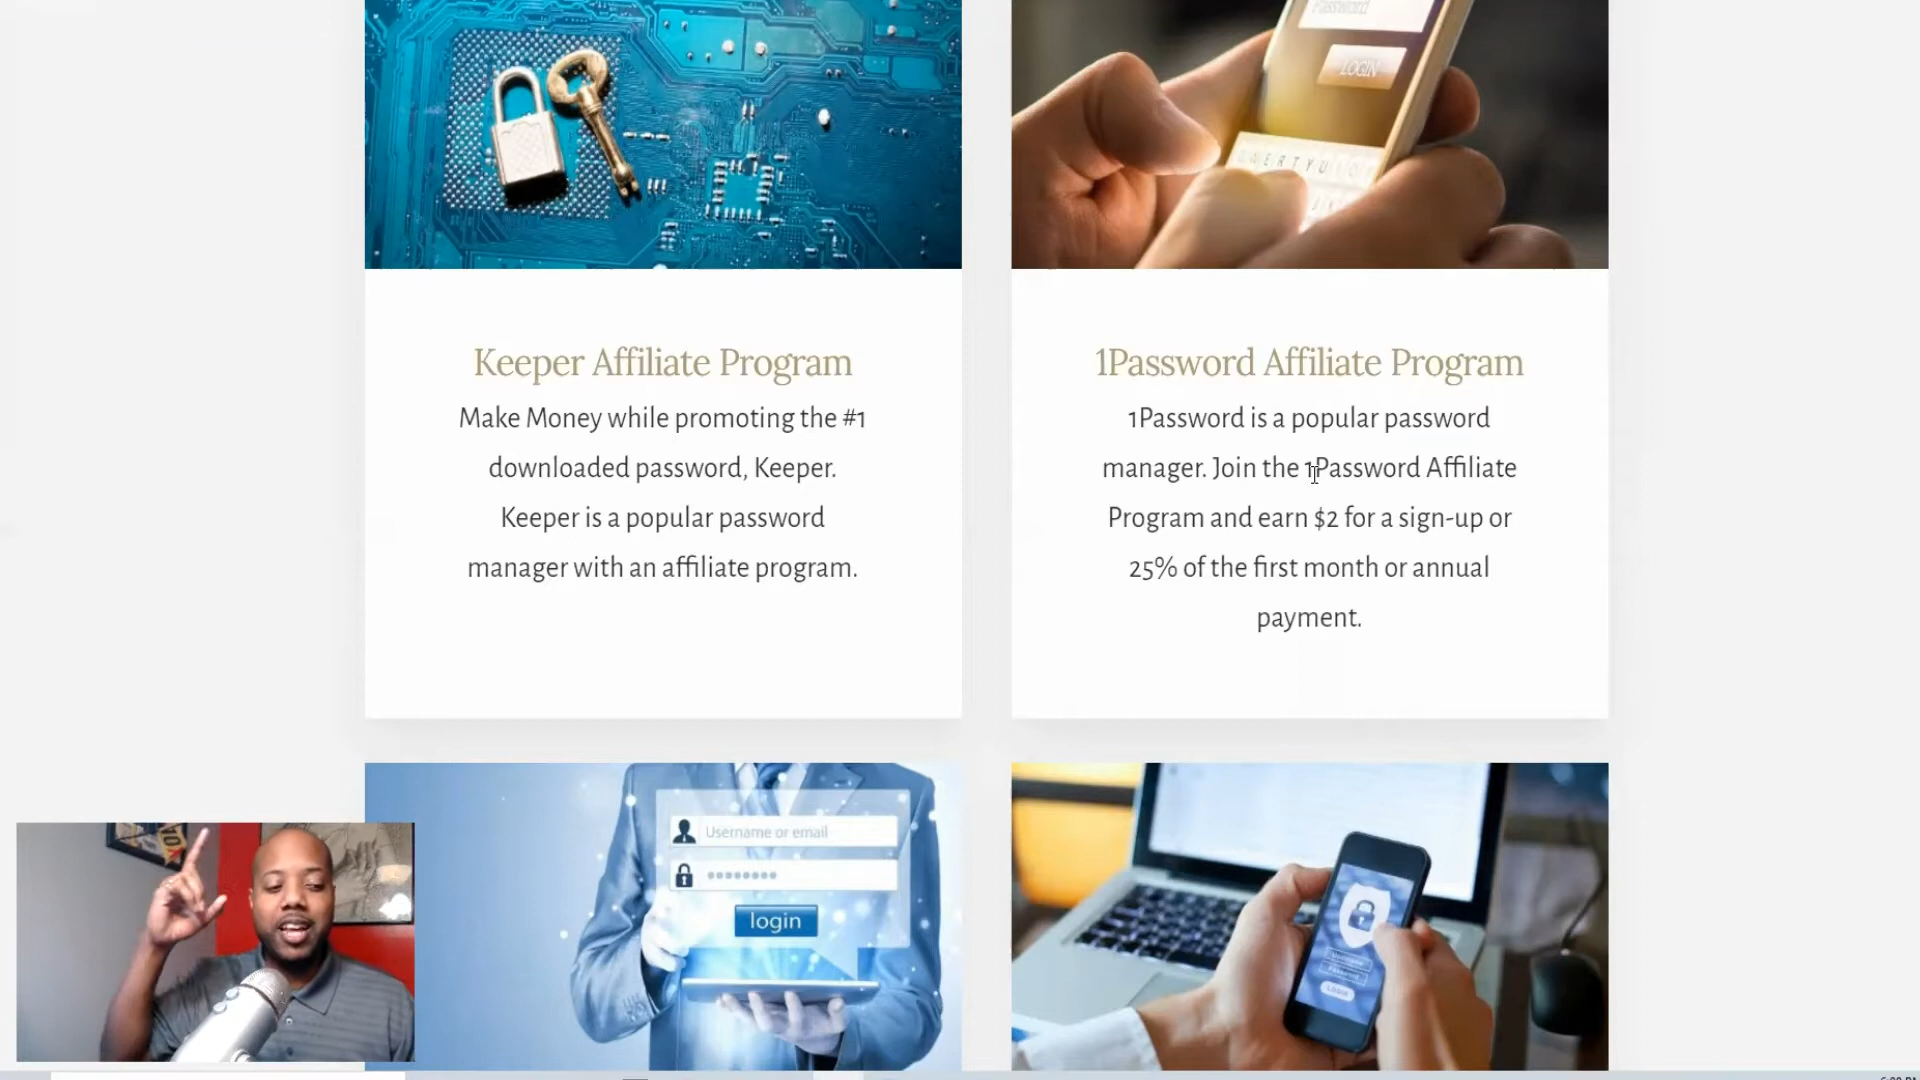 Password
LOGIN
Keeper Affiliate Program
Make Money while promoting the #1
downloaded password, Keeper.
Keeper is a popular password
manager with an affiliate program.
1Password Affiliate Program
1Password is a popular password
manager. Join the 1Password Affiliate
Program and earn $2 for a sign-up or
25% of the first month or annual
payment.
Username or email
login
Login